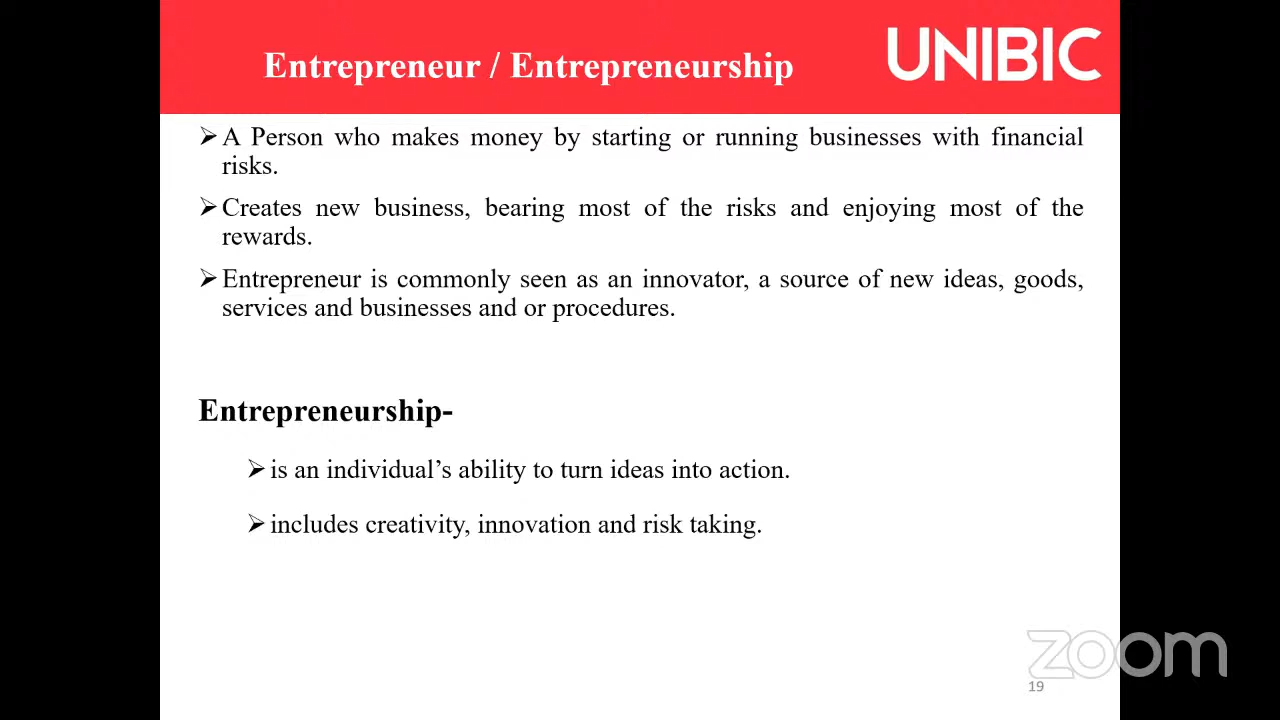 Entrepreneur / Entrepreneurship
UNIBIC
➢ A Person who makes money by starting or running businesses with financial
risks.
➢ Creates new business, bearing most of the risks and enjoying most of the
rewards.
➢ Entrepreneur is commonly seen as an innovator, a source of new ideas, goods,
services and businesses and or procedures.
Entrepreneurship-
➢ is an individual’s ability to turn ideas into action.
➢ includes creativity, innovation and risk taking.
zoom
19